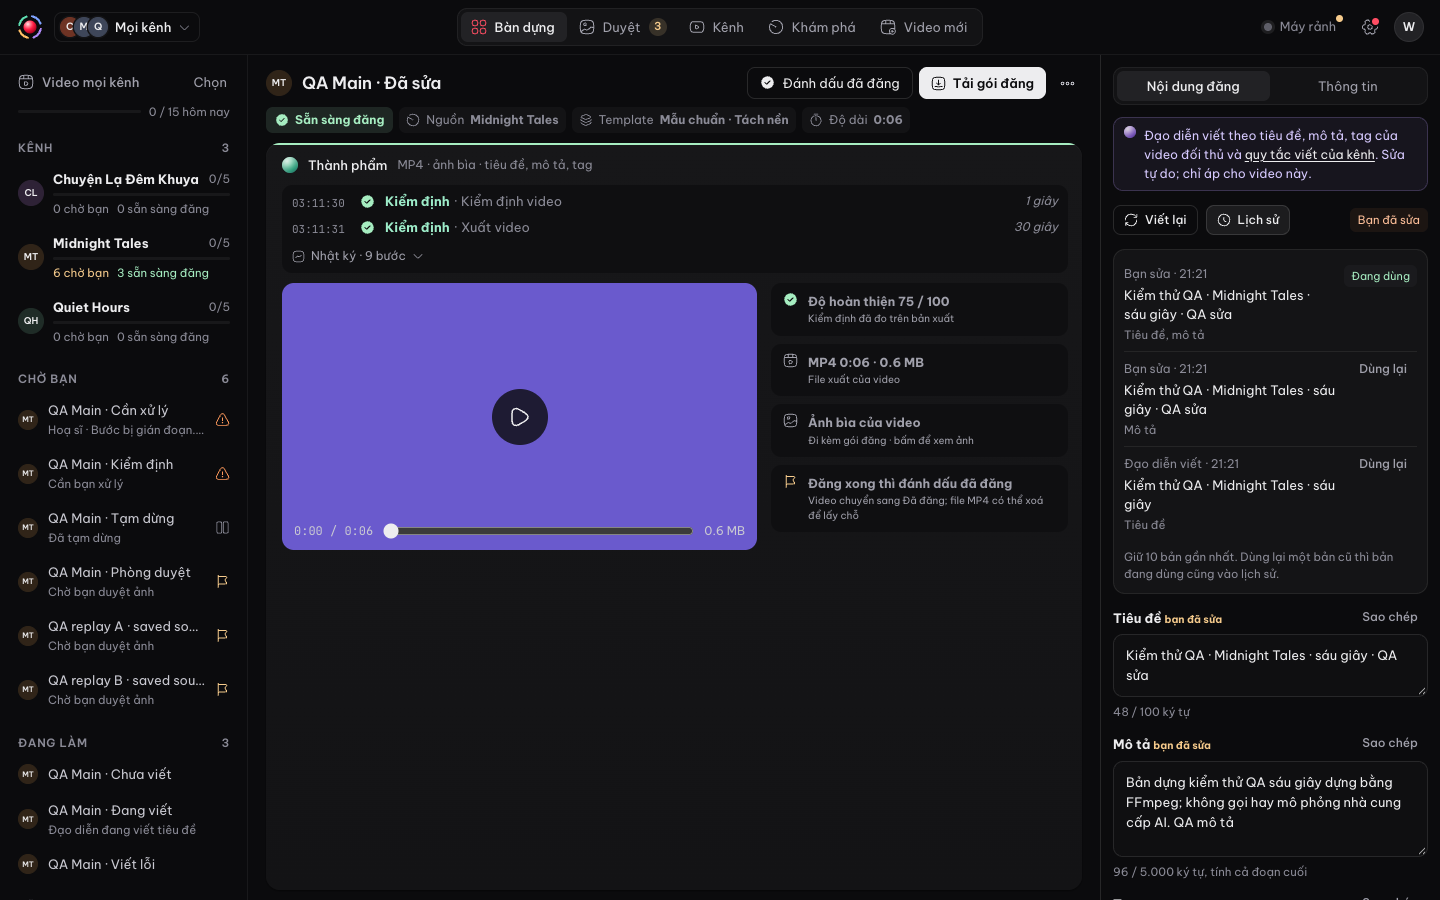 C M Q Mọi kênh
Bàn dựng
Duyệt 3
Kênh
Khám phá
Video mới
Máy rảnh
W
Video mọi kênh Chọn
0 / 15 hôm nay
KÊNH 3
CL Chuyện Lạ Đêm Khuya 0/5
0 chờ bạn 0 sẵn sàng đăng
MT Midnight Tales 0/5
6 chờ bạn 3 sẵn sàng đăng
QH Quiet Hours 0/5
0 chờ bạn 0 sẵn sàng đăng
CHỜ BẠN 6
MT QA Main · Cần xử lý
Hoạ sĩ · Bước bị gián đoạn....
MT QA Main · Kiểm định
Cần bạn xử lý
MT QA Main · Tạm dừng
Đã tạm dừng
MT QA Main · Phòng duyệt
Chờ bạn duyệt ảnh
MT QA replay A · saved so...
Chờ bạn duyệt ảnh
MT QA replay B · saved sou...
Chờ bạn duyệt ảnh
ĐANG LÀM 3
MT QA Main · Chưa viết
MT QA Main · Đang viết
Đạo diễn đang viết tiêu đề
MT QA Main · Viết lỗi
MT QA Main · Đã sửa
Đánh dấu đã đăng
Tải gói đăng
Sẵn sàng đăng
Nguồn Midnight Tales
Template Mẫu chuẩn · Tách nền
Độ dài 0:06
Thành phẩm MP4 · ảnh bìa · tiêu đề, mô tả, tag
03:11:30 Kiểm định · Kiểm định video 1 giây
03:11:31 Kiểm định · Xuất video 30 giây
Nhật ký · 9 bước
0:00 / 0:06 0.6 MB
Độ hoàn thiện 75 / 100
Kiểm định đã đo trên bản xuất
MP4 0:06 · 0.6 MB
File xuất của video
Ảnh bìa của video
Đi kèm gói đăng · bấm để xem ảnh
Đăng xong thì đánh dấu đã đăng
Video chuyển sang Đã đăng; file MP4 có thể xoá
để lấy chỗ
Nội dung đăng
Thông tin
Đạo diễn viết theo tiêu đề, mô tả, tag của
video đối thủ và quy tắc viết của kênh. Sửa
tự do; chỉ áp cho video này.
Viết lại
Lịch sử
Bạn đã sửa
Bạn sửa · 21:21 Đang dùng
Kiểm thử QA · Midnight Tales ·
sáu giây · QA sửa
Tiêu đề, mô tả
Bạn sửa · 21:21 Dùng lại
Kiểm thử QA · Midnight Tales · sáu
giây · QA sửa
Mô tả
Đạo diễn viết · 21:21 Dùng lại
Kiểm thử QA · Midnight Tales · sáu
giây
Tiêu đề
Giữ 10 bản gần nhất. Dùng lại một bản cũ thì bản
đang dùng cũng vào lịch sử.
Tiêu đề bạn đã sửa Sao chép
Kiểm thử QA · Midnight Tales · sáu giây · QA
sửa
48 / 100 ký tự
Mô tả bạn đã sửa Sao chép
Bản dựng kiểm thử QA sáu giây dựng bằng
FFmpeg; không gọi hay mô phỏng nhà cung
cấp AI. QA mô tả
96 / 5.000 ký tự, tính cả đoạn cuối